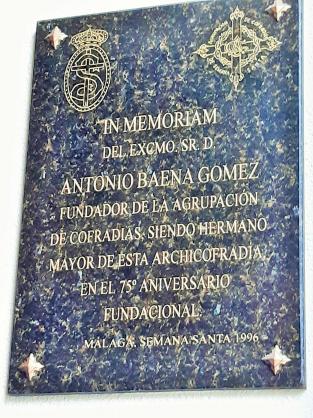 IN MEMORIAM
DEL EXCMO. SR. D.
ANTONIO BAENA GOMEZ
FUNDADOR DE LA AGRUPACIÓN
DE COFRADIAS, SIENDO HERMANO
MAYOR DE ESTA ARCHICOFRADIA,
EN EL 75º ANIVERSARIO
FUNDACIONAL.
MALAGA, SEMANA SANTA 1996